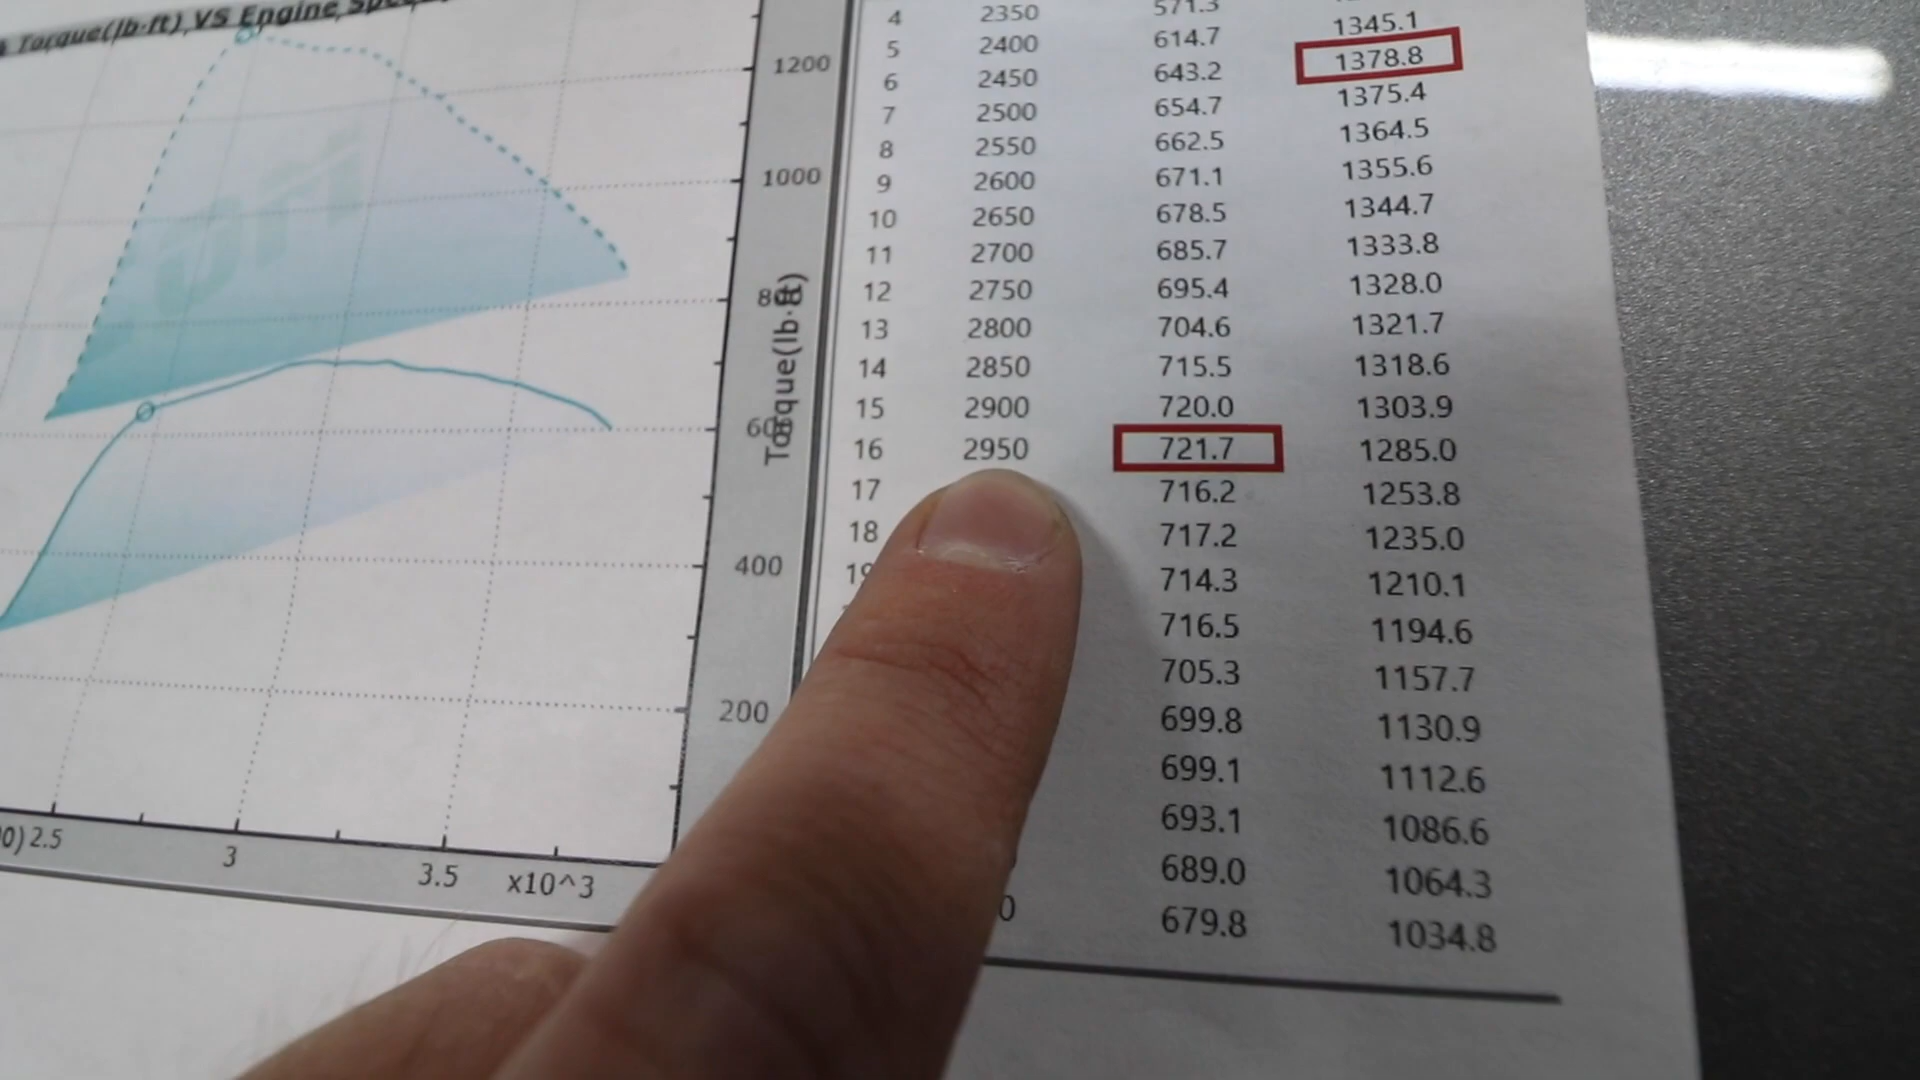 Torque(lb·ft) VS Engine Spee
1200
1000
800
600
400
200
Torque(lb·ft)
2.5
3
3.5
x10^3
4 2350 571.3
5 2400 614.7 1345.1
6 2450 643.2 1378.8
7 2500 654.7 1375.4
8 2550 662.5 1364.5
9 2600 671.1 1355.6
10 2650 678.5 1344.7
11 2700 685.7 1333.8
12 2750 695.4 1328.0
13 2800 704.6 1321.7
14 2850 715.5 1318.6
15 2900 720.0 1303.9
16 2950 721.7 1285.0
17 716.2 1253.8
18 717.2 1235.0
19 714.3 1210.1
716.5 1194.6
705.3 1157.7
699.8 1130.9
699.1 1112.6
693.1 1086.6
689.0 1064.3
0 679.8 1034.8